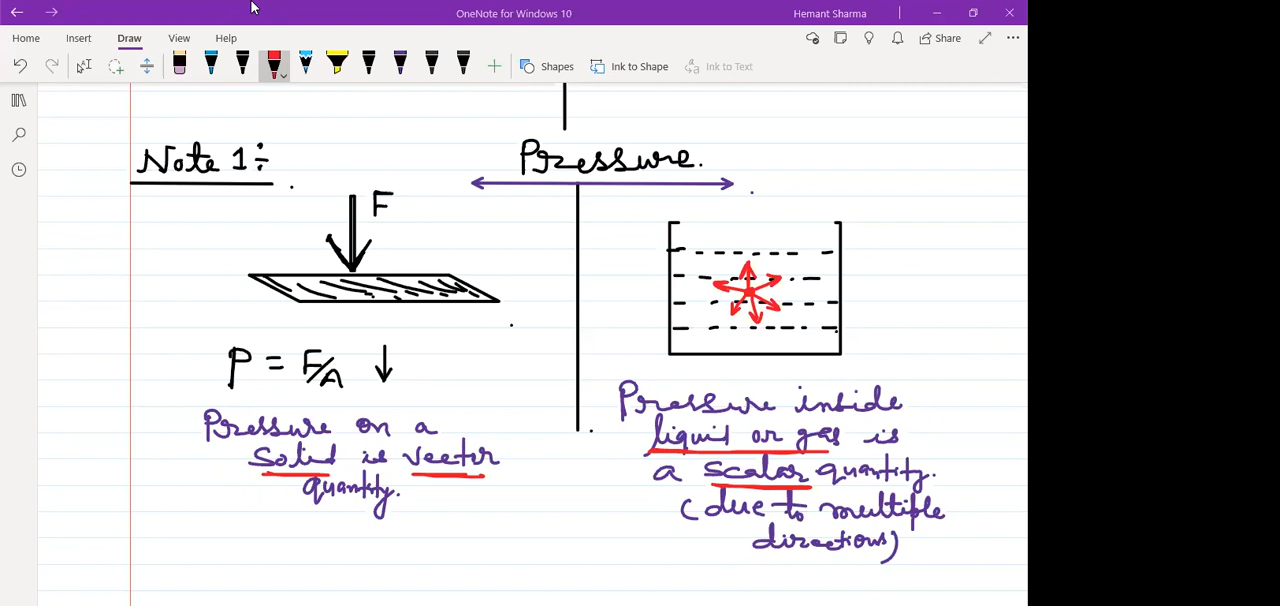 OneNote for Windows 10
Hemant Sharma
Home Insert Draw View Help
Share
Shapes
Ink to Shape
Ink to Text
Note 1:-
Pressure.
F
P = F/A ↓
Pressure on a
Solid is vector
quantity.
Pressure inside
liquid or gas is
a scalar quantity.
(due to multiple
directions)